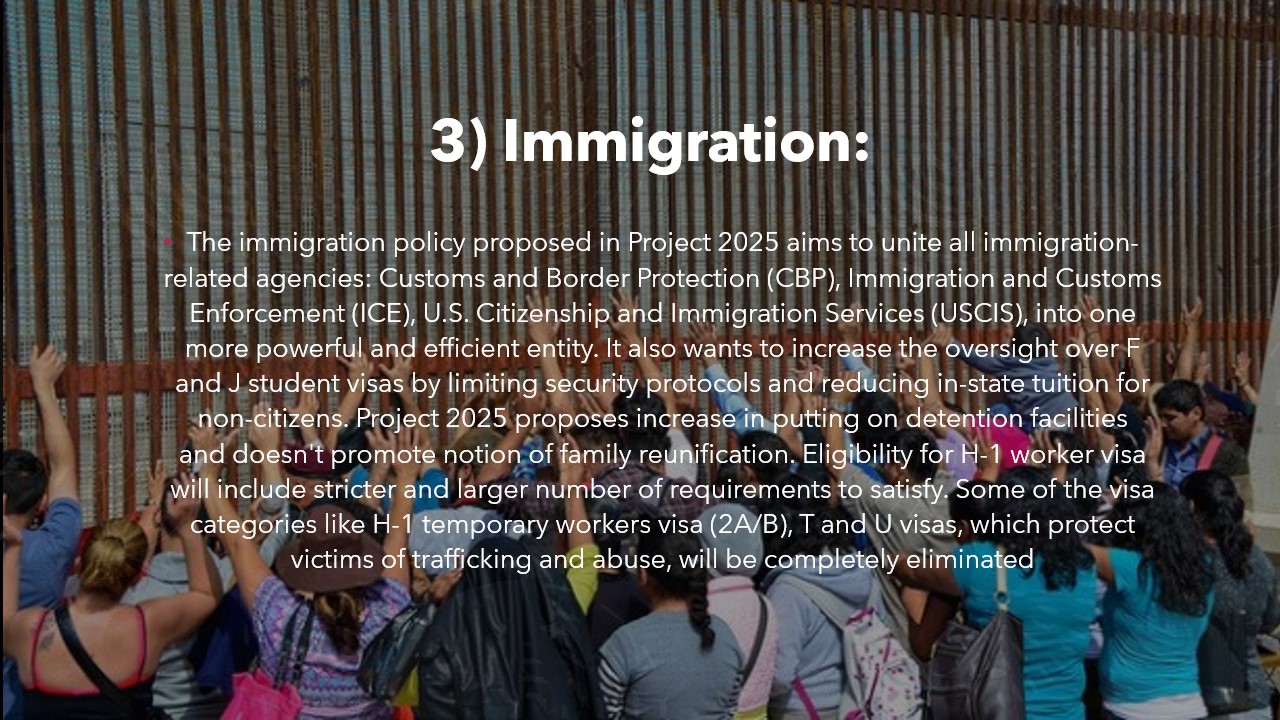 3) Immigration:
• The immigration policy proposed in Project 2025 aims to unite all immigration-
related agencies: Customs and Border Protection (CBP), Immigration and Customs
Enforcement (ICE), U.S. Citizenship and Immigration Services (USCIS), into one
more powerful and efficient entity. It also wants to increase the oversight over F
and J student visas by limiting security protocols and reducing in-state tuition for
non-citizens. Project 2025 proposes increase in putting on detention facilities
and doesn't promote notion of family reunification. Eligibility for H-1 worker visa
will include stricter and larger number of requirements to satisfy. Some of the visa
categories like H-1 temporary workers visa (2A/B), T and U visas, which protect
victims of trafficking and abuse, will be completely eliminated